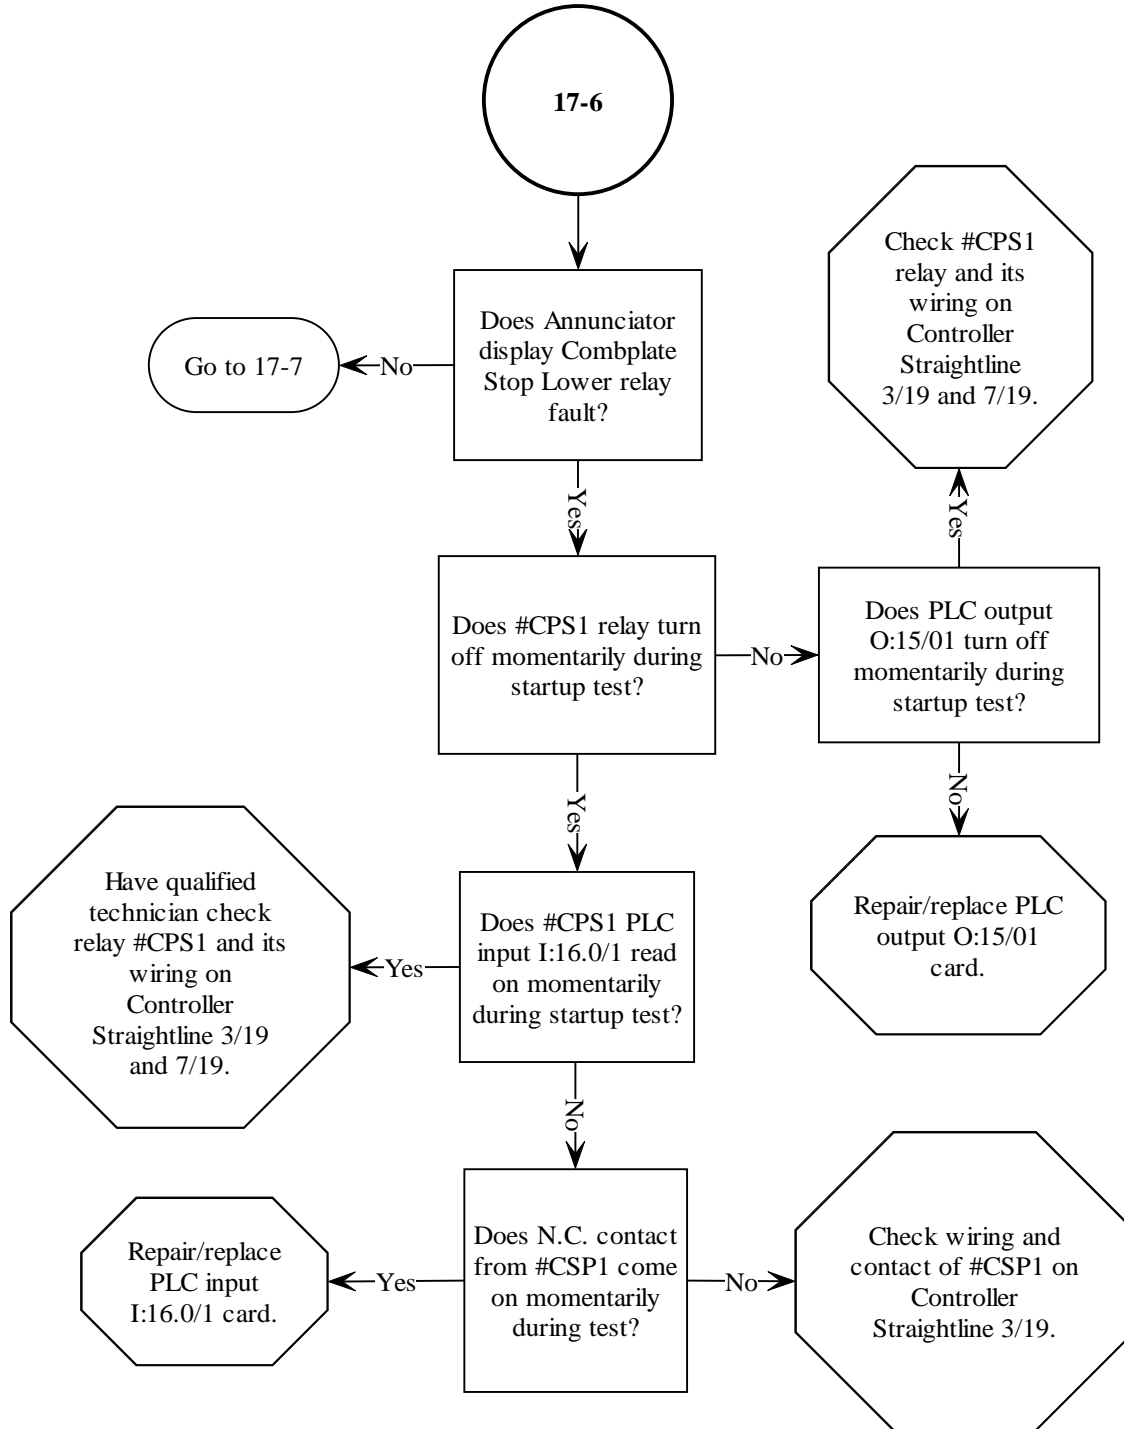 17-6
Check #CPS1
relay and its
wiring on
Controller
Straightline
3/19 and 7/19.
Does Annunciator
display Combplate
Stop Lower relay
fault?
No
Go to 17-7
Yes
Yes
Does #CPS1 relay turn
off momentarily during
startup test?
No
Does PLC output
O:15/01 turn off
momentarily during
startup test?
Yes
No
Have qualified
technician check
relay #CPS1 and its
wiring on
Controller
Straightline 3/19
and 7/19.
Yes
Does #CPS1 PLC
input I:16.0/1 read
on momentarily
during startup test?
Repair/replace PLC
output O:15/01
card.
No
Repair/replace
PLC input
I:16.0/1 card.
Yes
Does N.C. contact
from #CSP1 come
on momentarily
during test?
No
Check wiring and
contact of #CSP1 on
Controller
Straightline 3/19.